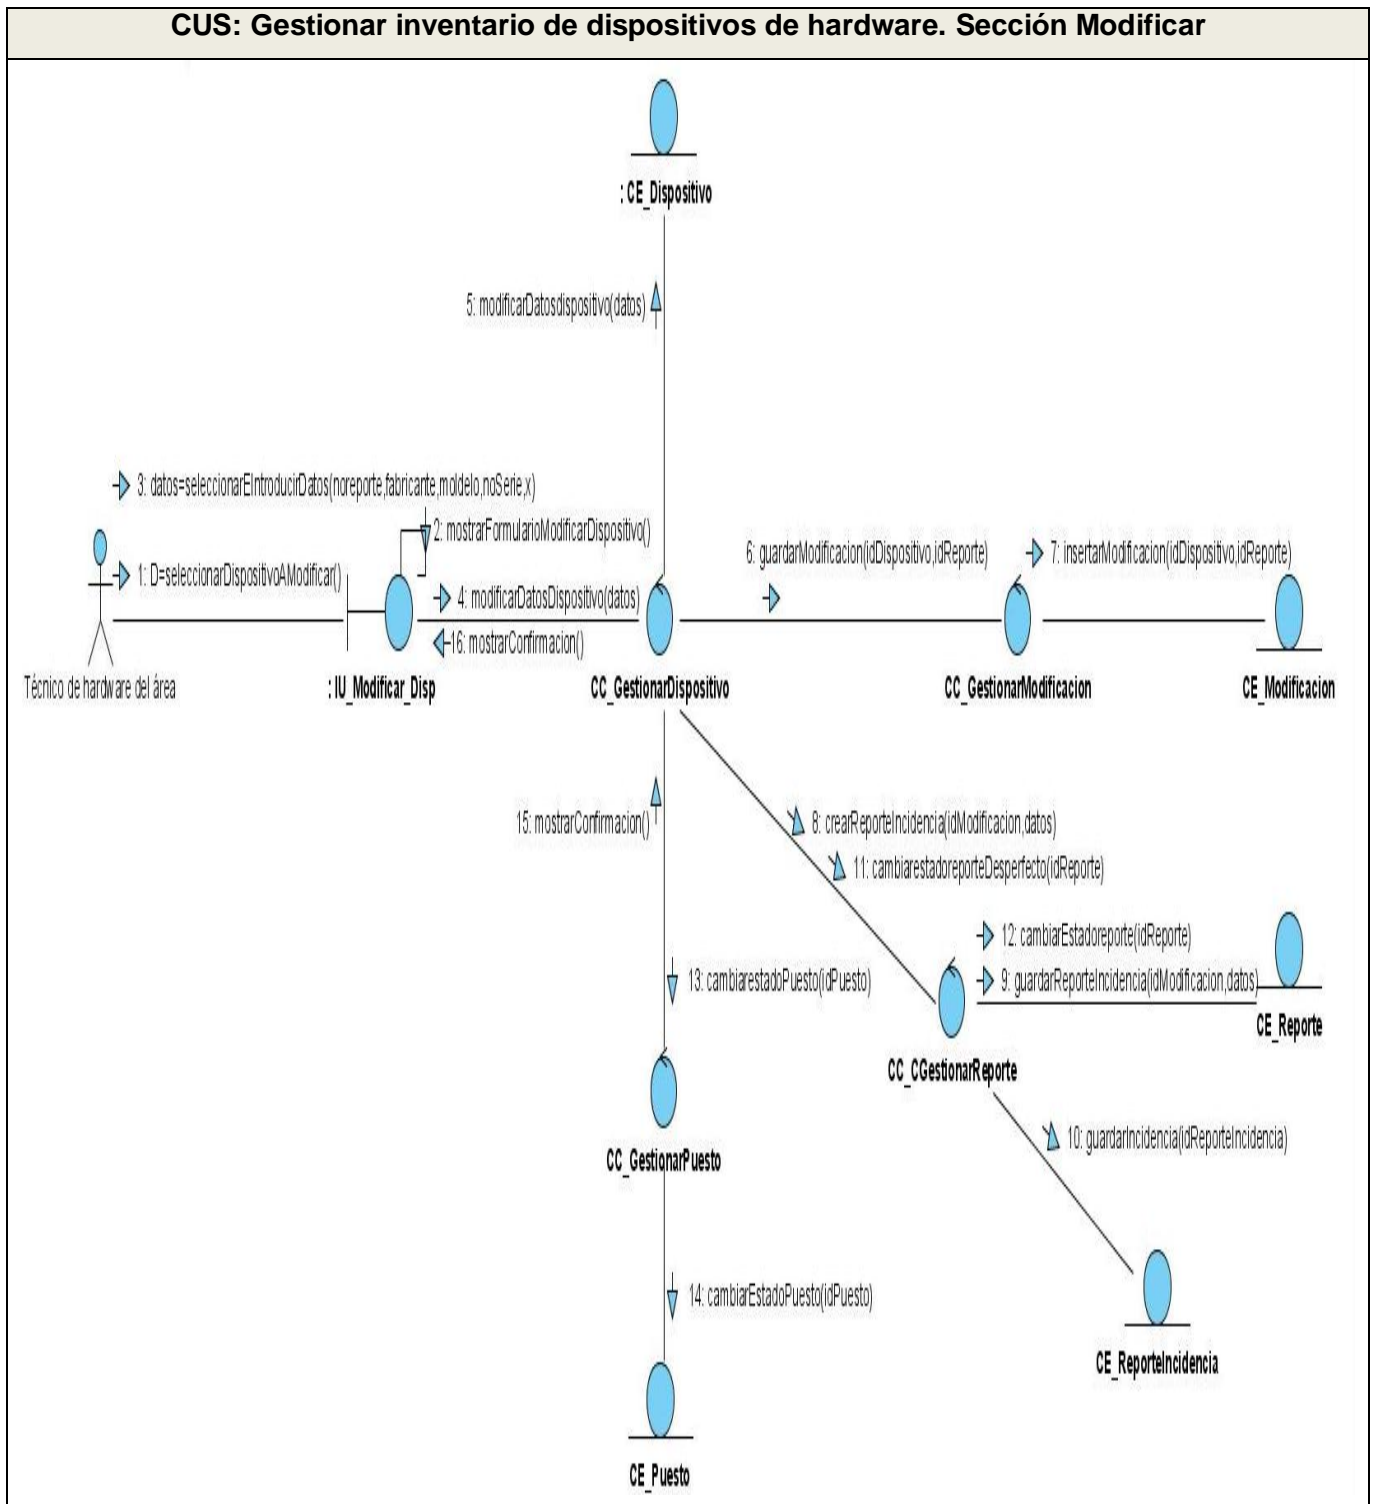 CUS: Gestionar inventario de dispositivos de hardware. Sección Modificar
: CE_Dispositivo
5: modificarDatosdispositivo(datos)
3: datos=seleccionarEIntroducirDatos(noreporte,fabricante,moldelo,noSerie,x)
2: mostrarFormularioModificarDispositivo()
1: D=seleccionarDispositivoAModificar()
6: guardarModificacion(idDispositivo,idReporte)
7: insertarModificacion(idDispositivo,idReporte)
4: modificarDatosDispositivo(datos)
16: mostrarConfirmacion()
Técnico de hardware del área
: IU_Modificar_Disp
CC_GestionarDispositivo
CC_GestionarModificacion
CE_Modificacion
15: mostrarConfirmacion()
8: crearReporteIncidencia(idModificacion,datos)
11: cambiarestadoreporteDesperfecto(idReporte)
12: cambiarEstadoreporte(idReporte)
13: cambiarestadoPuesto(idPuesto)
9: guardarReporteIncidencia(idModificacion,datos)
CE_Reporte
CC_CGestionarReporte
10: guardarIncidencia(idReporteIncidencia)
CC_GestionarPuesto
14: cambiarEstadoPuesto(idPuesto)
CE_ReporteIncidencia
CE_Puesto